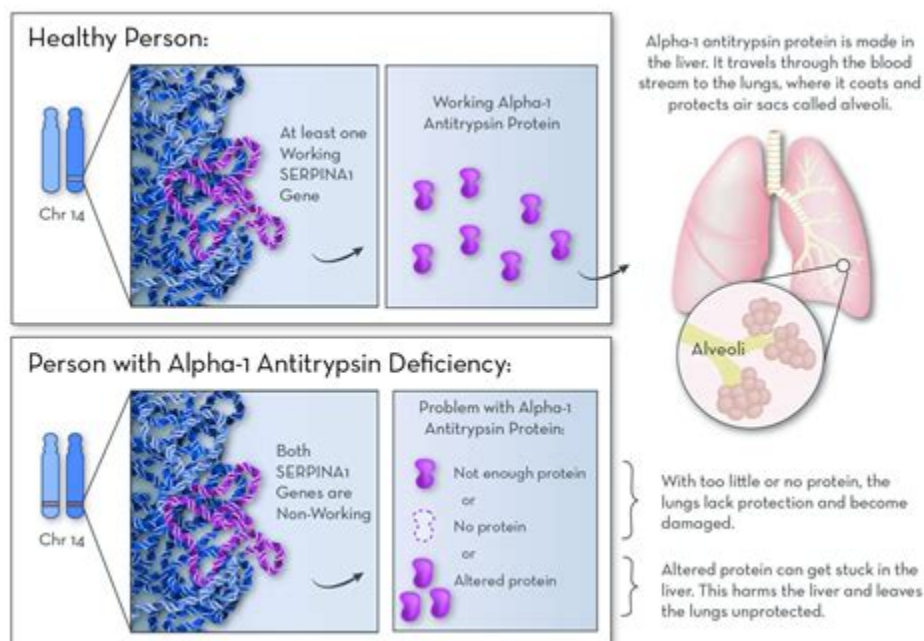 Healthy Person:
Chr 14
At least one
Working
SERPINA1
Gene
Working Alpha-1
Antitrypsin Protein
Alpha-1 antitrypsin protein is made in
the liver. It travels through the blood
stream to the lungs, where it coats and
protects air sacs called alveoli.
Alveoli
Person with Alpha-1 Antitrypsin Deficiency:
Chr 14
Both
SERPINA1
Genes are
Non-Working
Problem with Alpha-1
Antitrypsin Protein:
Not enough protein
or
No protein
or
Altered protein
With too little or no protein, the
lungs lack protection and become
damaged.
Altered protein can get stuck in the
liver. This harms the liver and leaves
the lungs unprotected.